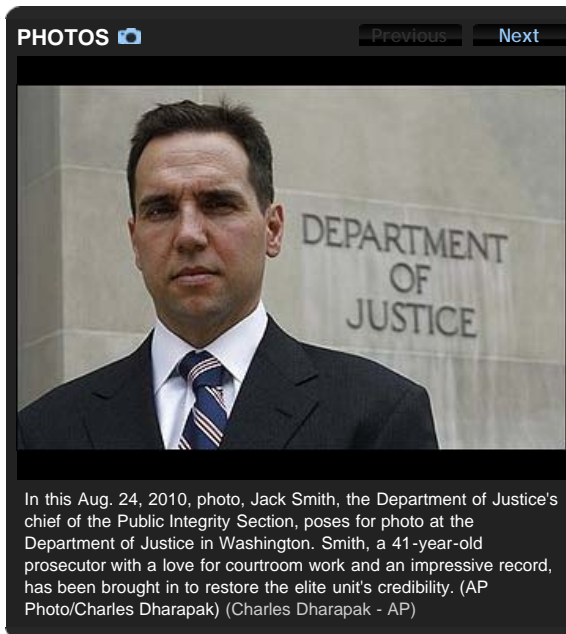 PHOTOS
Previous
Next
DEPARTMENT
OF
JUSTICE
In this Aug. 24, 2010, photo, Jack Smith, the Department of Justice's
chief of the Public Integrity Section, poses for photo at the
Department of Justice in Washington. Smith, a 41-year-old
prosecutor with a love for courtroom work and an impressive record,
has been brought in to restore the elite unit's credibility. (AP
Photo/Charles Dharapak) (Charles Dharapak - AP)